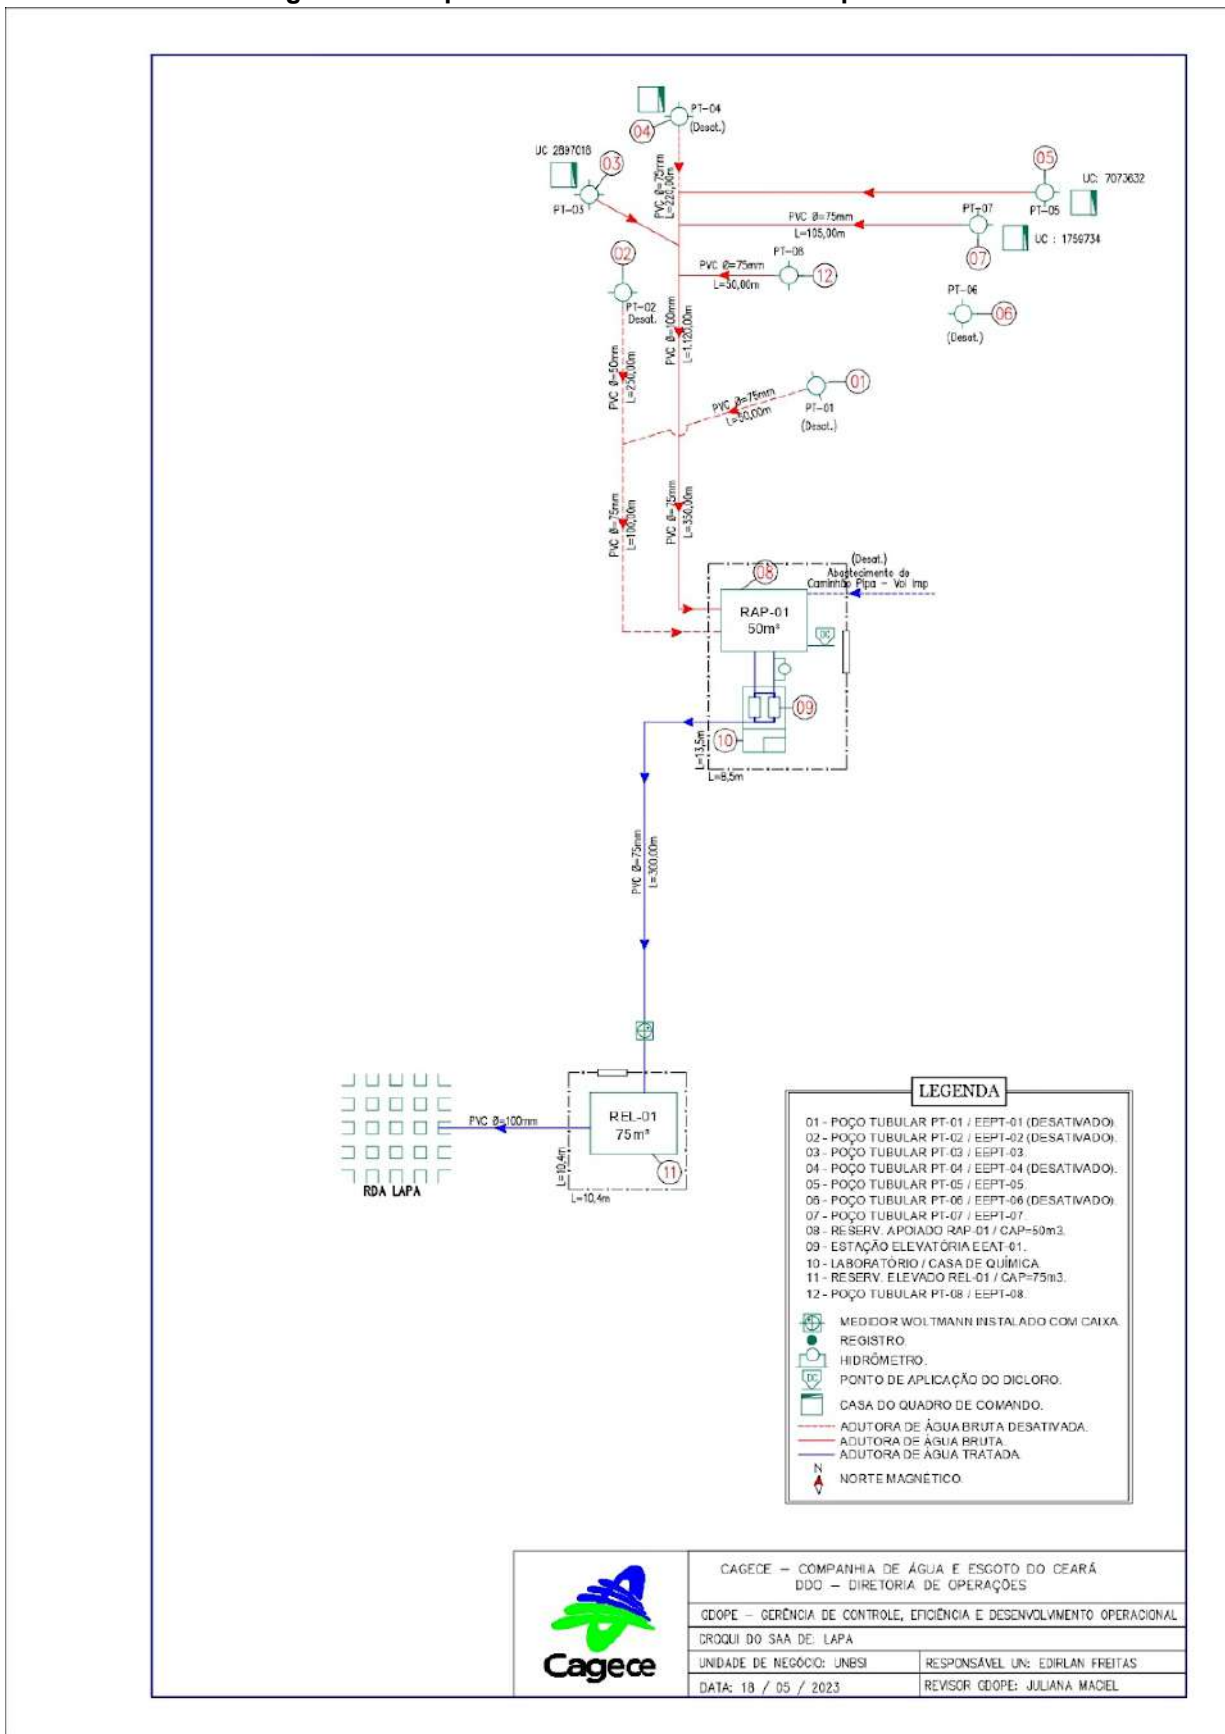 PT-04
(Desat.)
04
UC 2897018
03
PT-03
PVC Ø=75mm
L=220,00m
05
UC: 7073632
PT-05
PT-07
PVC Ø=75mm
L=105,00m
UC : 1759734
07
02
PT-02
Desat.
PT-08
PVC Ø=75mm
L=50,00m
12
PT-06
06
(Desat.)
PVC Ø=100mm
L=1.120,00m
PVC Ø=50mm
L=250,00m
01
PVC Ø=75mm
L=50,00m
PT-01
(Desat.)
PVC Ø=75mm
L=100,00m
PVC Ø=75mm
L=350,00m
(Desat.)
Abastecimento de
Caminhão Pipa - Vol Imp
08
RAP-01
50m³
DC
09
10
L=13,5m
L=8,5m
PVC Ø=75mm
L=300,00m
RDA LAPA
PVC Ø=100mm
REL-01
75m³
11
L=10,4m
L=10,4m
LEGENDA
01 - POÇO TUBULAR PT-01 / EEPT-01 (DESATIVADO).
02 - POÇO TUBULAR PT-02 / EEPT-02 (DESATIVADO).
03 - POÇO TUBULAR PT-03 / EEPT-03.
04 - POÇO TUBULAR PT-04 / EEPT-04 (DESATIVADO).
05 - POÇO TUBULAR PT-05 / EEPT-05.
06 - POÇO TUBULAR PT-06 / EEPT-06 (DESATIVADO).
07 - POÇO TUBULAR PT-07 / EEPT-07.
08 - RESERV. APOIADO RAP-01 / CAP=50m3.
09 - ESTAÇÃO ELEVATÓRIA EEAT-01.
10 - LABORATÓRIO / CASA DE QUÍMICA.
11 - RESERV. ELEVADO REL-01 / CAP=75m3.
12 - POÇO TUBULAR PT-08 / EEPT-08.
MEDIDOR WOLTMANN INSTALADO COM CAIXA.
REGISTRO.
HIDRÔMETRO.
DC PONTO DE APLICAÇÃO DO DICLORO.
CASA DO QUADRO DE COMANDO.
ADUTORA DE ÁGUA BRUTA DESATIVADA.
ADUTORA DE ÁGUA BRUTA.
ADUTORA DE ÁGUA TRATADA.
N
NORTE MAGNÉTICO.
Cagece
CAGECE - COMPANHIA DE ÁGUA E ESGOTO DO CEARÁ
DDO - DIRETORIA DE OPERAÇÕES
GDOPE - GERÊNCIA DE CONTROLE, EFICIÊNCIA E DESENVOLVIMENTO OPERACIONAL
CROQUI DO SAA DE: LAPA
UNIDADE DE NEGÓCIO: UNBSI
RESPONSÁVEL UN: EDIRLAN FREITAS
DATA: 18 / 05 / 2023
REVISOR GDOPE: JULIANA MACIEL